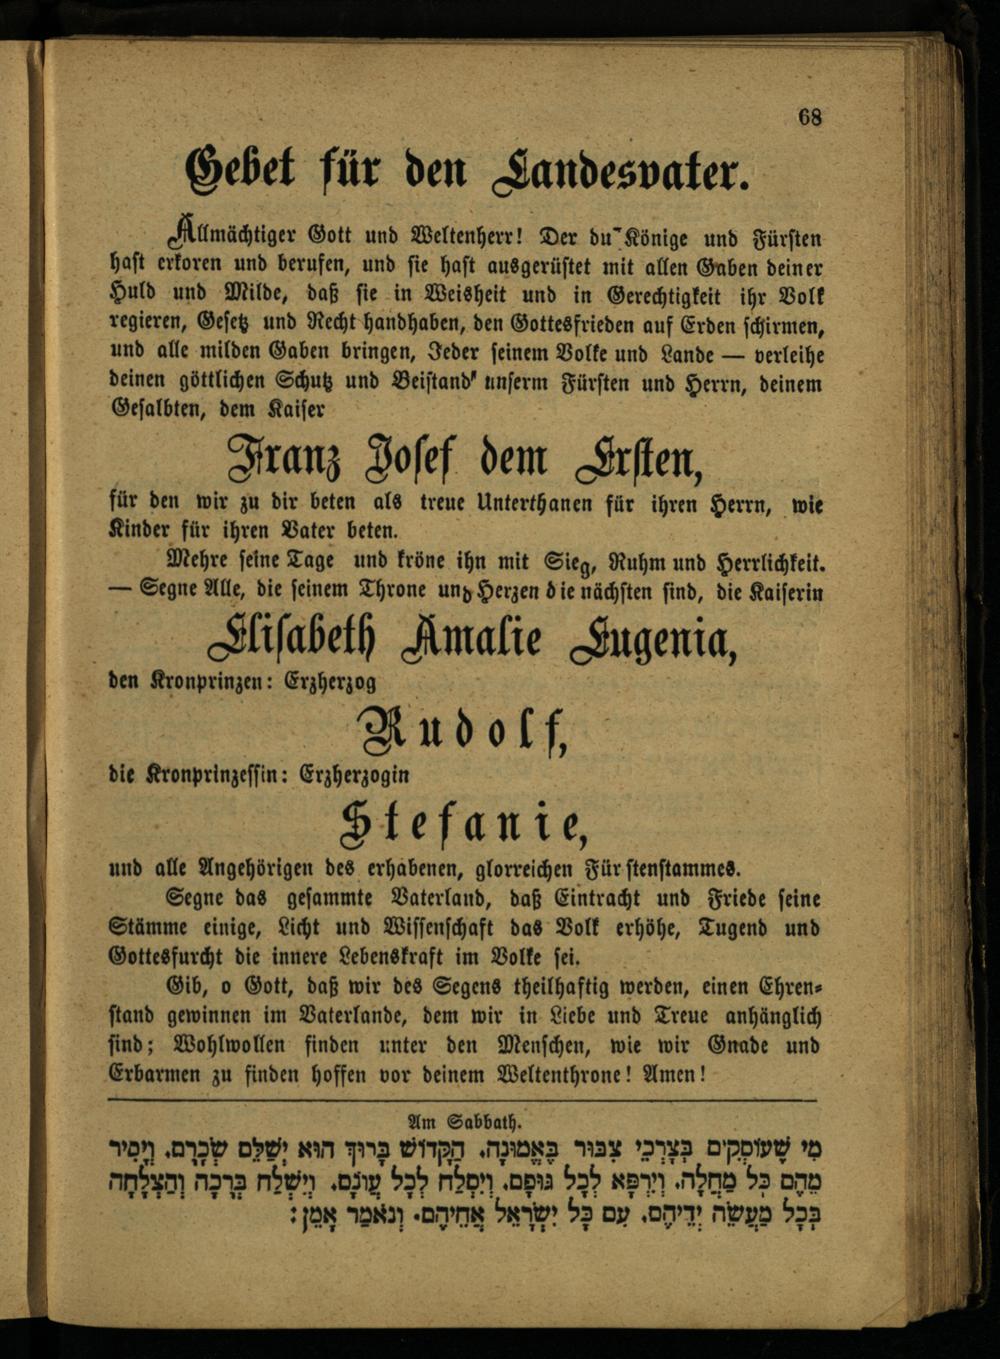 68
Gebet für den Landesvater.
Allmächtiger Gott und Weltenherr! Der du Könige und Fürsten
hast erkoren und berufen, und sie hast ausgerüstet mit allen Gaben deiner
Huld und Milde, daß sie in Weisheit und in Gerechtigkeit ihr Volk
regieren, Gesetz und Recht handhaben, den Gottesfrieden auf Erden schirmen,
und alle milden Gaben bringen, Jeder seinem Volke und Lande — verleihe
deinen göttlichen Schutz und Beistand' unserm Fürsten und Herrn, deinem
Gesalbten, dem Kaiser
Franz Josef dem Ersten,
für den wir zu dir beten als treue Unterthanen für ihren Herrn, wie
Kinder für ihren Vater beten.
Mehre seine Tage und kröne ihn mit Sieg, Ruhm und Herrlichkeit.
— Segne Alle, die seinem Throne und Herzen die nächsten sind, die Kaiserin
Elisabeth Amalie Eugenia,
den Kronprinzen: Erzherzog
Rudolf,
die Kronprinzessin: Erzherzogin
Stefanie,
und alle Angehörigen des erhabenen, glorreichen Fürstenstammes.
Segne das gesammte Vaterland, daß Eintracht und Friede seine
Stämme einige, Licht und Wissenschaft das Volk erhöhe, Tugend und
Gottesfurcht die innere Lebenskraft im Volke sei.
Gib, o Gott, daß wir des Segens theilhaftig werden, einen Ehren-
stand gewinnen im Vaterlande, dem wir in Liebe und Treue anhänglich
sind; Wohlwollen finden unter den Menschen, wie wir Gnade und
Erbarmen zu finden hoffen vor deinem Weltenthrone! Amen!
Am Sabbath.
מִי שֶׁעוֹסְקִים בְּצָרְכֵי צִבּוּר בֶּאֱמוּנָה. הַקָּדוֹשׁ בָּרוּךְ הוּא יְשַׁלֵּם שְׂכָרָם. וְיָסִיר
מֵהֶם כָּל מַחֲלָה. וְיִרְפָּא לְכָל גּוּפָם. וְיִסְלַח לְכָל עֲוֹנָם. וְיִשְׁלַח בְּרָכָה וְהַצְלָחָה
בְּכָל מַעֲשֵׂה יְדֵיהֶם. עִם כָּל יִשְׂרָאֵל אֲחֵיהֶם. וְנֹאמַר אָמֵן: